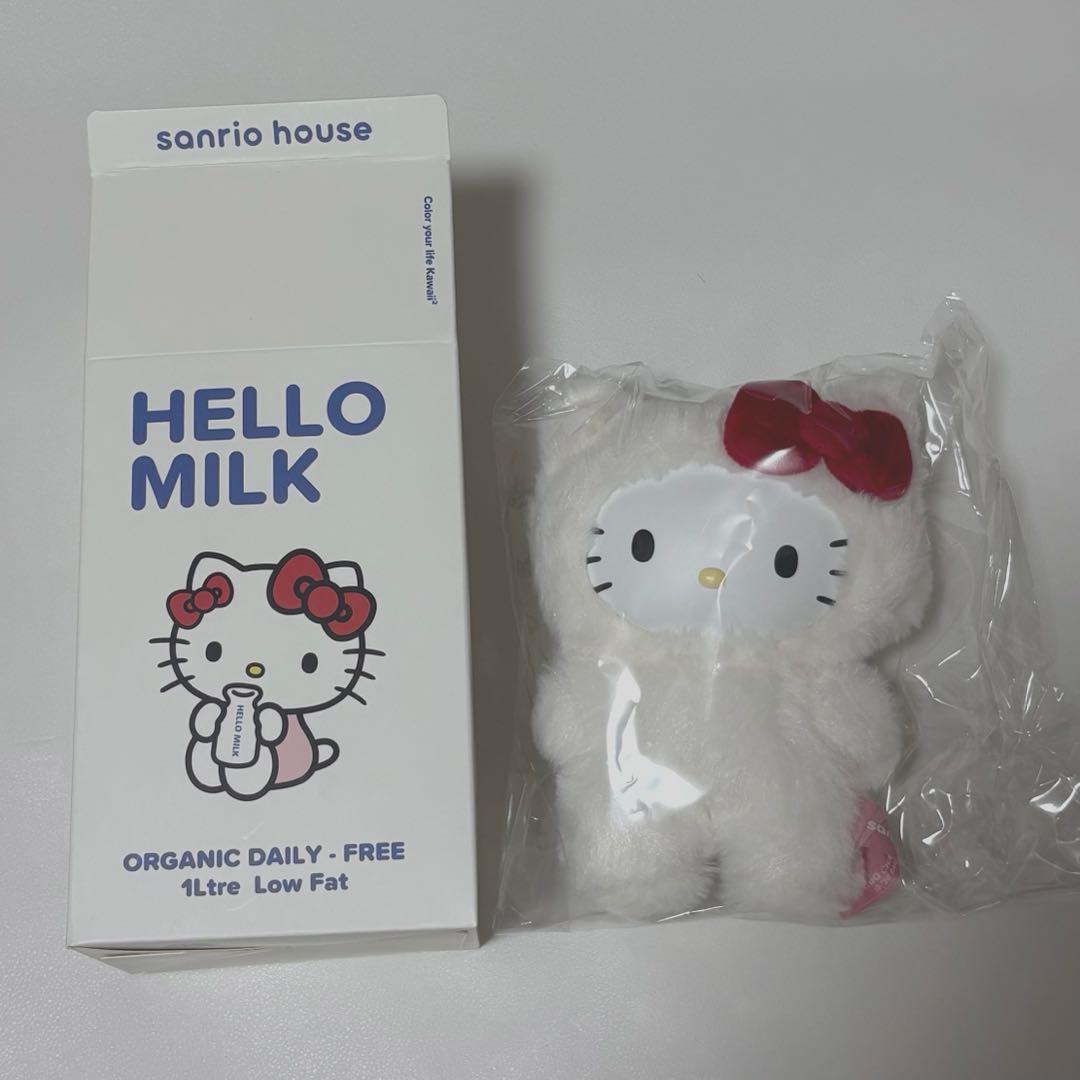 sanrio house
Color your life Kawaii²
HELLO
MILK
HELLO MILK
ORGANIC DAILY - FREE
1Ltre Low Fat